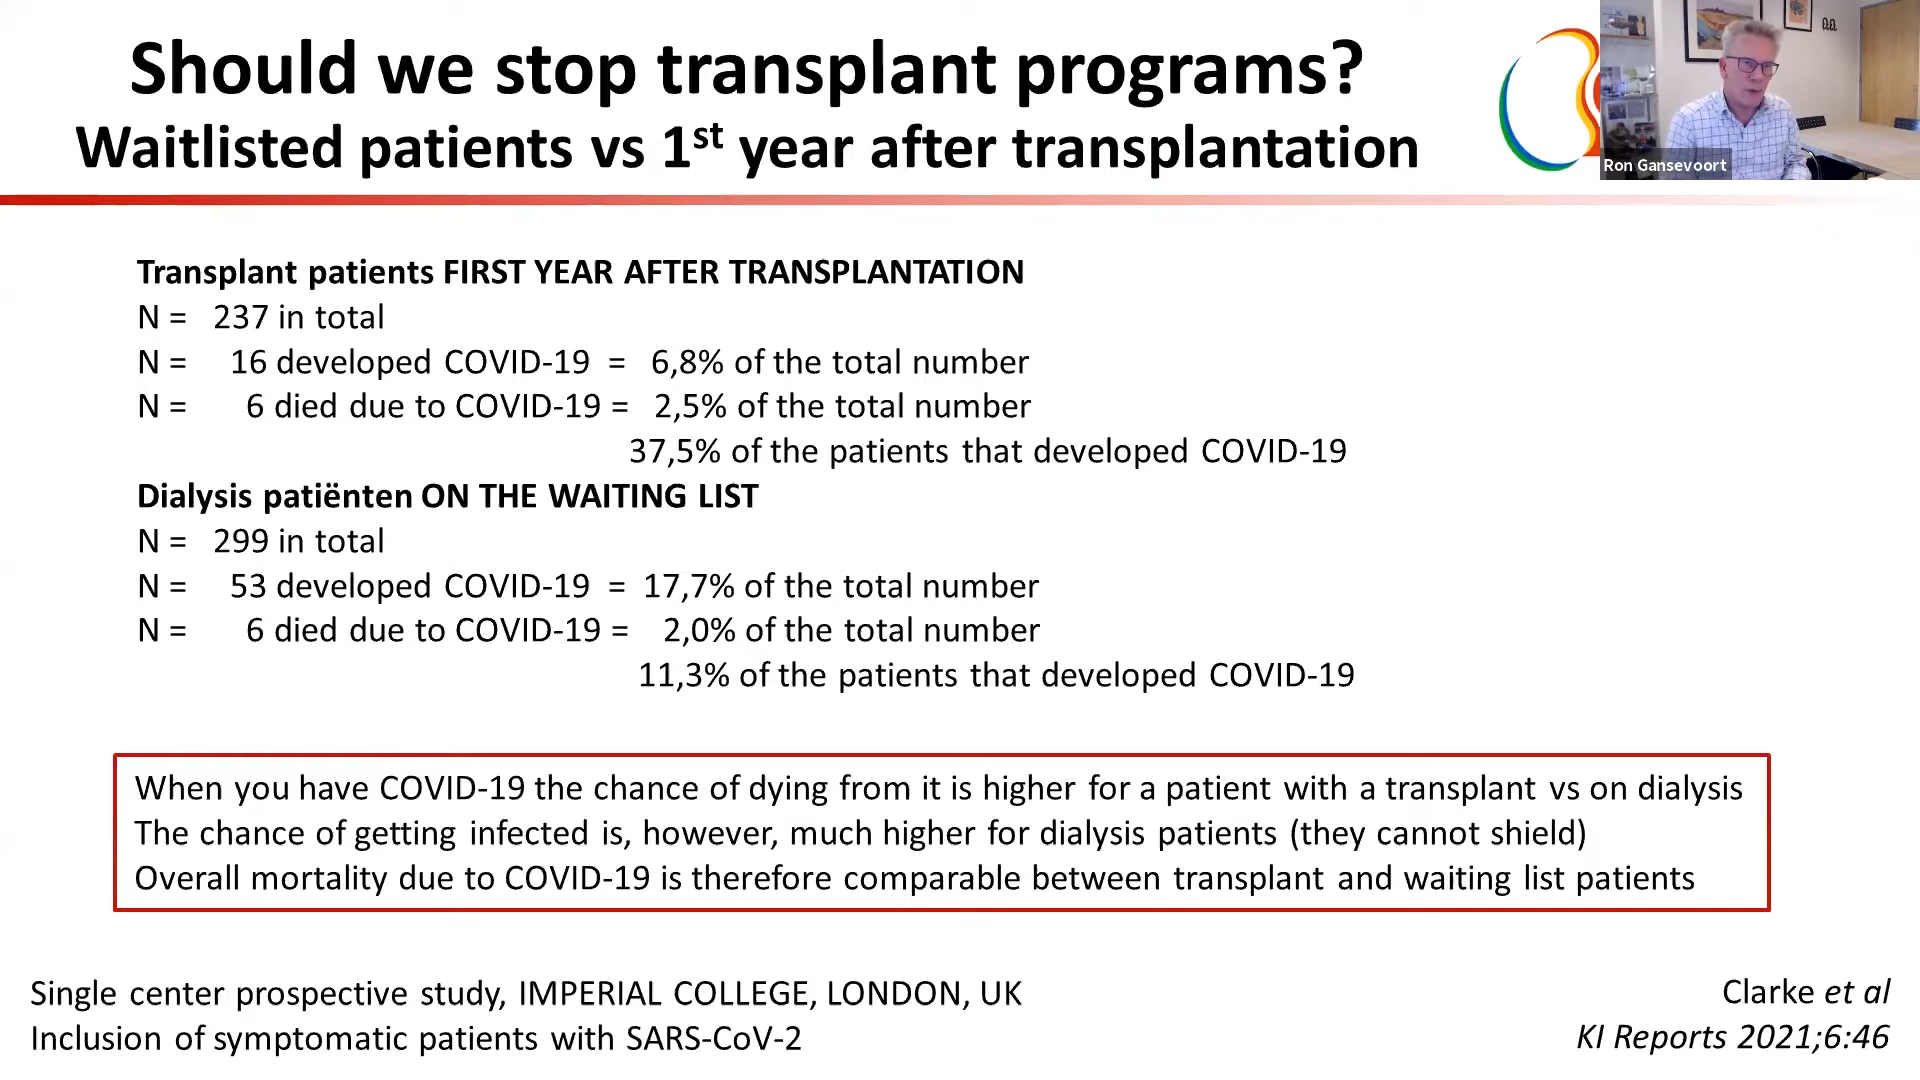 Should we stop transplant programs?
Waitlisted patients vs 1st year after transplantation
Ron Gansevoort
Transplant patients FIRST YEAR AFTER TRANSPLANTATION
N = 237 in total
N = 16 developed COVID-19 = 6,8% of the total number
N = 6 died due to COVID-19 = 2,5% of the total number
37,5% of the patients that developed COVID-19
Dialysis patiënten ON THE WAITING LIST
N = 299 in total
N = 53 developed COVID-19 = 17,7% of the total number
N = 6 died due to COVID-19 = 2,0% of the total number
11,3% of the patients that developed COVID-19
When you have COVID-19 the chance of dying from it is higher for a patient with a transplant vs on dialysis
The chance of getting infected is, however, much higher for dialysis patients (they cannot shield)
Overall mortality due to COVID-19 is therefore comparable between transplant and waiting list patients
Single center prospective study, IMPERIAL COLLEGE, LONDON, UK
Inclusion of symptomatic patients with SARS-CoV-2
Clarke et al
KI Reports 2021;6:46